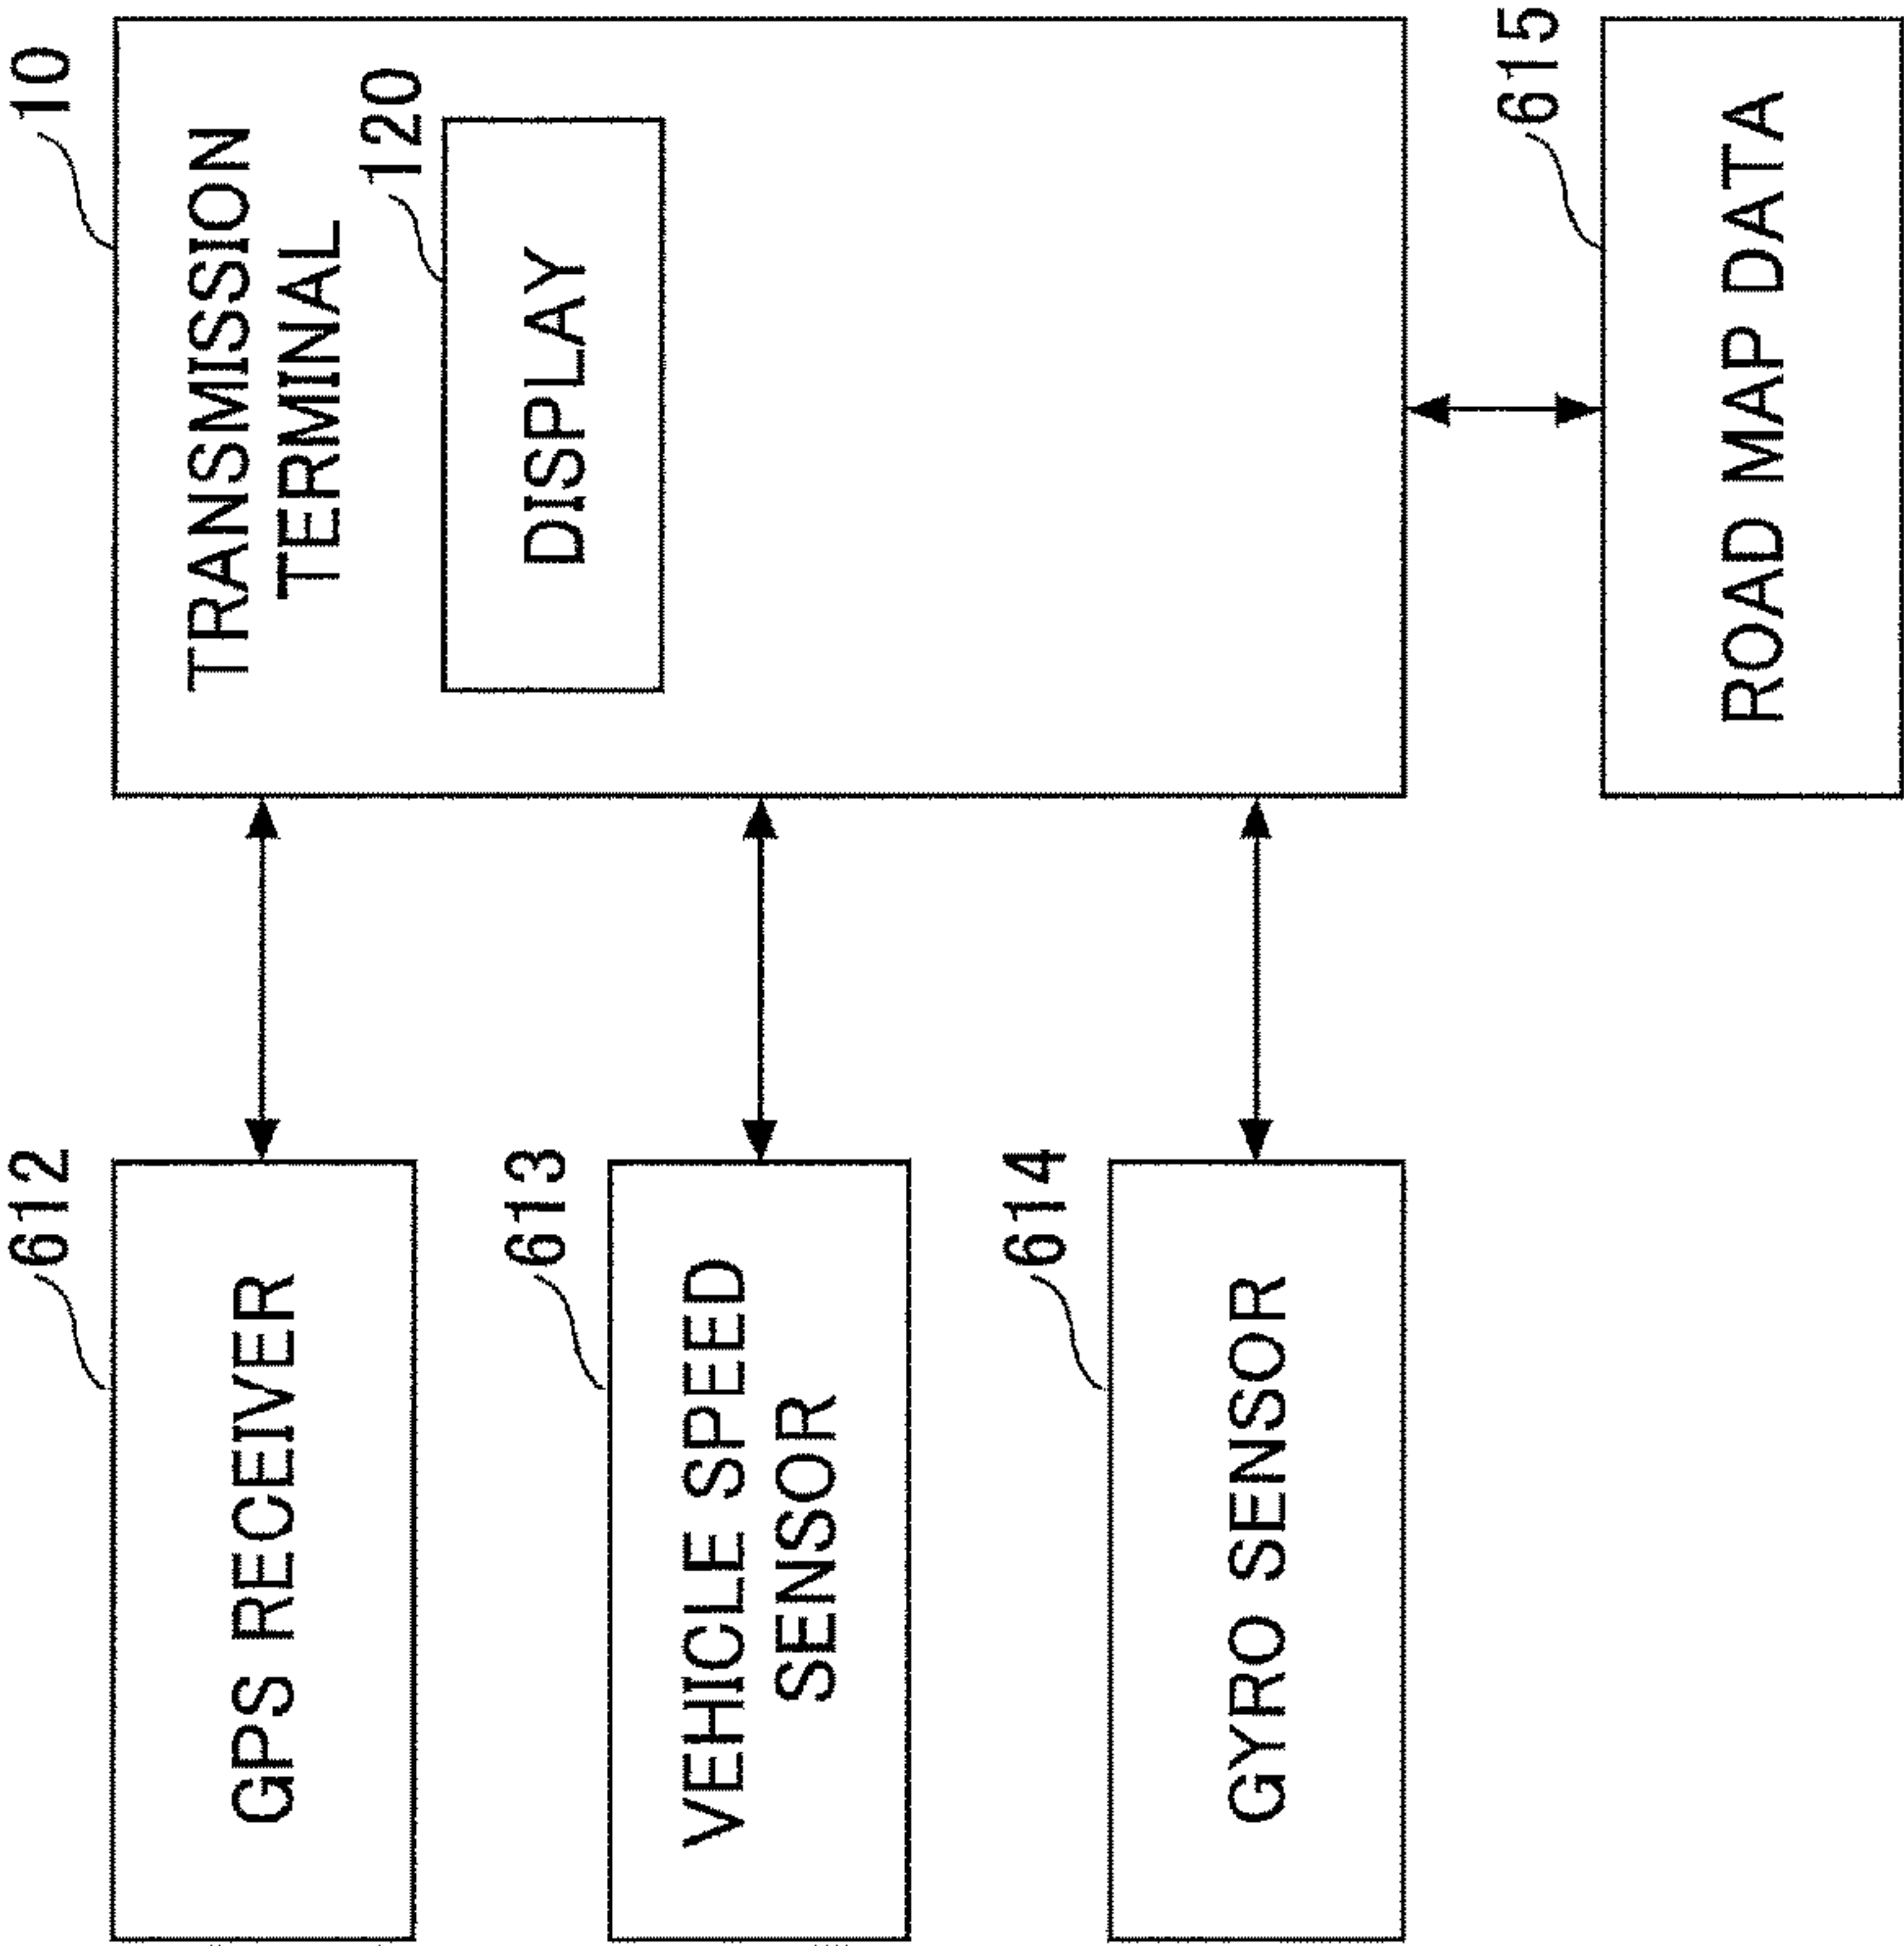 612
GPS RECEIVER
613
VEHICLE SPEED
SENSOR
614
GYRO SENSOR
10
TRANSMISSION
TERMINAL
120
DISPLAY
615
ROAD MAP DATA